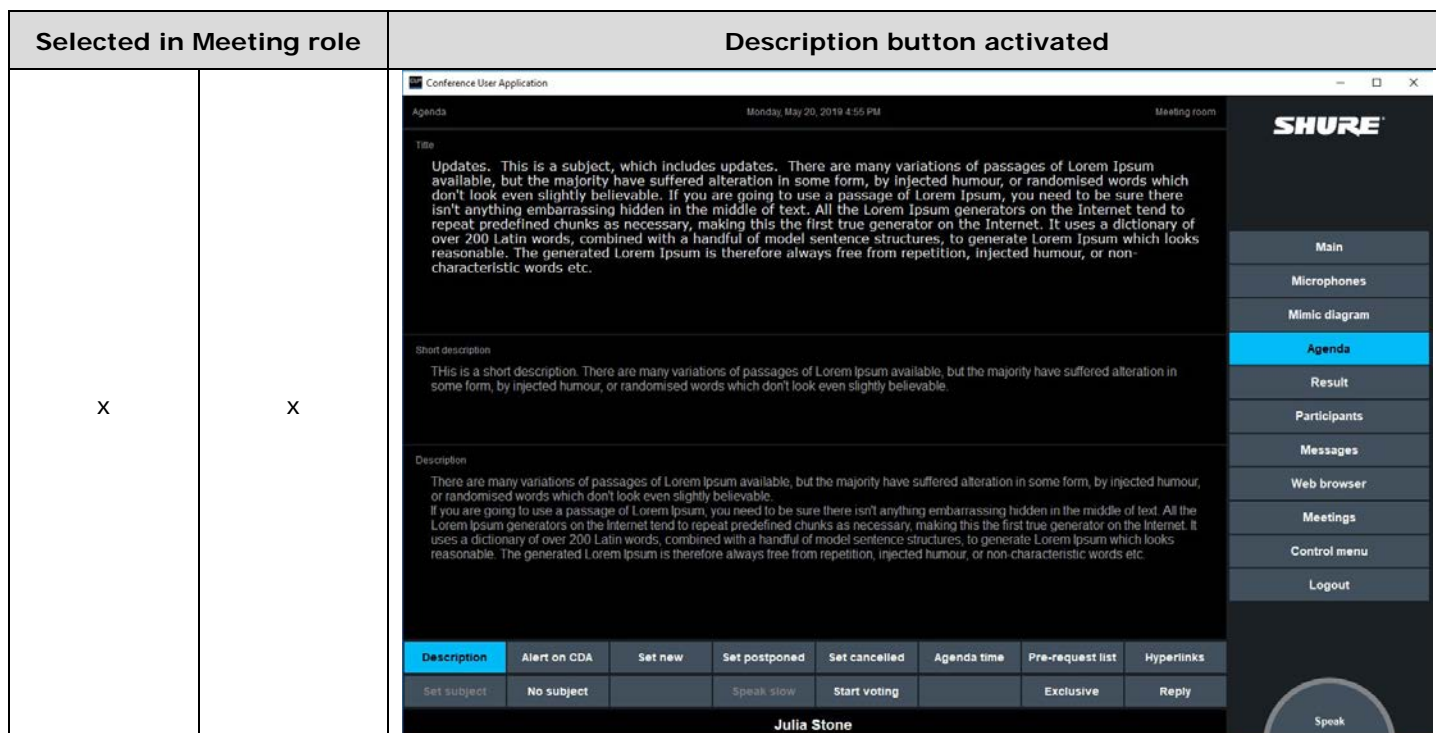 Selected in Meeting role
Description button activated
x
x
Conference User Application
Agenda
Monday, May 20, 2019 4:55 PM
Meeting room
SHURE
Title
Updates.  This is a subject, which includes updates.  There are many variations of passages of Lorem Ipsum
available, but the majority have suffered alteration in some form, by injected humour, or randomised words which
don't look even slightly believable. If you are going to use a passage of Lorem Ipsum, you need to be sure there
isn't anything embarrassing hidden in the middle of text. All the Lorem Ipsum generators on the Internet tend to
repeat predefined chunks as necessary, making this the first true generator on the Internet. It uses a dictionary of
over 200 Latin words, combined with a handful of model sentence structures, to generate Lorem Ipsum which looks
reasonable. The generated Lorem Ipsum is therefore always free from repetition, injected humour, or non-
characteristic words etc.
Short description
THis is a short description. There are many variations of passages of Lorem Ipsum available, but the majority have suffered alteration in
some form, by injected humour, or randomised words which don't look even slightly believable.
Description
There are many variations of passages of Lorem Ipsum available, but the majority have suffered alteration in some form, by injected humour,
or randomised words which don't look even slightly believable.
If you are going to use a passage of Lorem Ipsum, you need to be sure there isn't anything embarrassing hidden in the middle of text. All the
Lorem Ipsum generators on the Internet tend to repeat predefined chunks as necessary, making this the first true generator on the Internet. It
uses a dictionary of over 200 Latin words, combined with a handful of model sentence structures, to generate Lorem Ipsum which looks
reasonable. The generated Lorem Ipsum is therefore always free from repetition, injected humour, or non-characteristic words etc.
Main
Microphones
Mimic diagram
Agenda
Result
Participants
Messages
Web browser
Meetings
Control menu
Logout
Description
Alert on CDA
Set new
Set postponed
Set cancelled
Agenda time
Pre-request list
Hyperlinks
Set subject
No subject
Speak slow
Start voting
Exclusive
Reply
Julia Stone
Speak